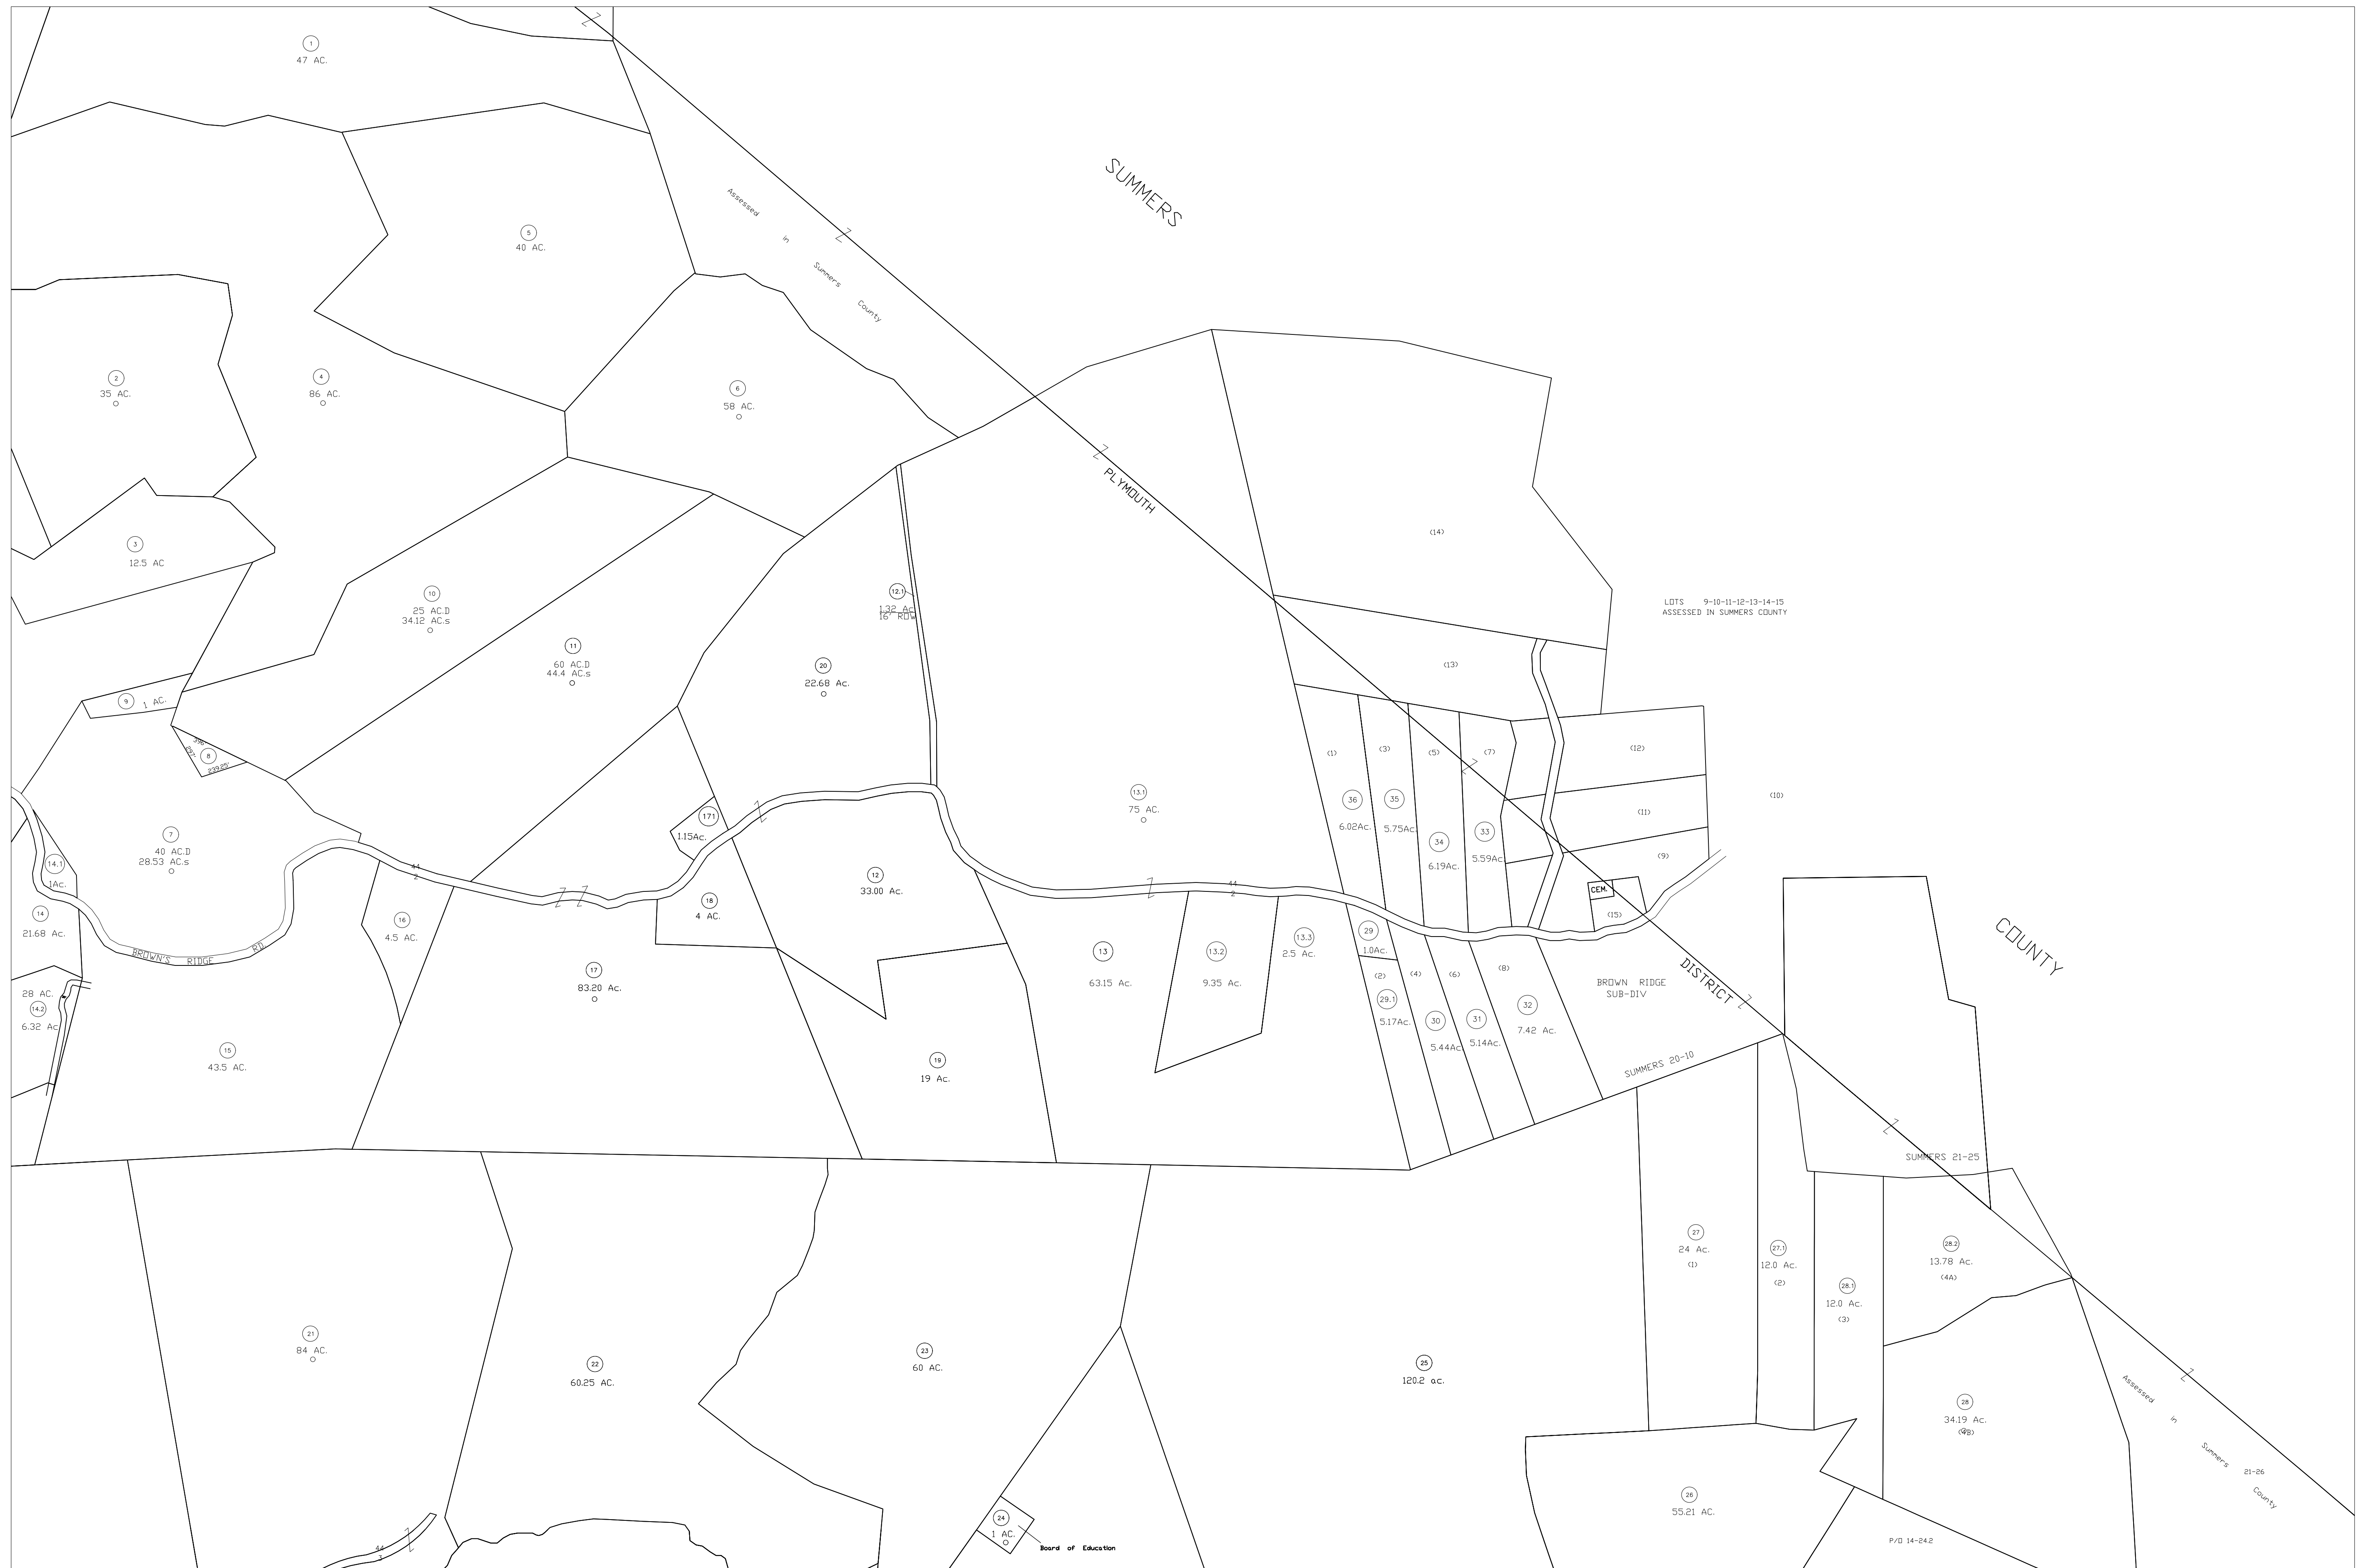 1
47 AC.
SUMMERS
Assessed in Summers County
5
40 AC.
2
35 AC.
4
86 AC.
6
58 AC.
PLYMOUTH
(14)
3
12.5 AC
10
25 AC.D
34.12 AC.s
12.1
1.32 Ac.
16' ROW
LOTS 9-10-11-12-13-14-15
ASSESSED IN SUMMERS COUNTY
11
60 AC.D
44.4 AC.s
20
22.68 Ac.
(13)
9
1 AC.
396'
297'
8
239.25'
(1)
(3)
(5)
(7)
(12)
13.1
75 AC.
36
6.02Ac.
35
5.75Ac.
34
6.19Ac.
33
5.59Ac.
(10)
(11)
171
1.15Ac.
7
40 AC.D
28.53 AC.s
14.1
1Ac.
44
2
(9)
CEM.
(15)
12
33.00 Ac.
44
2
18
4 AC.
14
21.68 Ac.
16
4.5 AC.
BROWN'S RIDGE RD
29
1.0Ac.
13
63.15 AC.
13.2
9.35 AC.
13.3
2.5 Ac.
COUNTY
17
83.20 Ac.
(2)
(4)
(6)
(8)
BROWN RIDGE
SUB-DIV
DISTRICT
28 AC.
14.2
6.32 Ac
29.1
5.17Ac.
30
5.44Ac.
31
5.14Ac.
32
7.42 Ac.
15
43.5 AC.
19
19 Ac.
SUMMERS 20-10
SUMMERS 21-25
27
24 Ac.
(1)
27.1
12.0 Ac.
(2)
28.1
12.0 Ac.
(3)
28.2
13.78 Ac.
(4A)
21
84 AC.
22
60.25 AC.
23
60 AC.
25
120.2 ac.
28
34.19 Ac.
(4B)
Assessed in Summers County
21-26
26
55.21 AC.
24
1 AC.
Board of Education
44
3
P/O 14-24.2